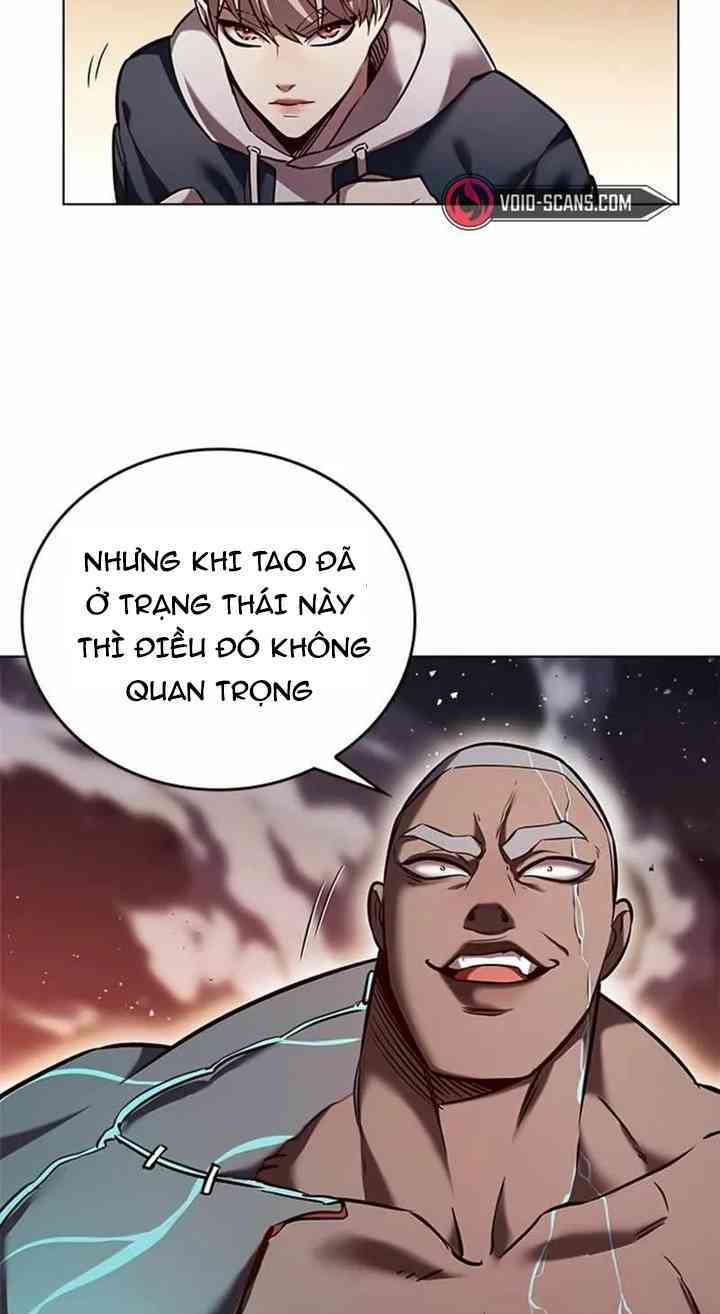 VOID-SCANS.COM
NHƯNG KHI TAO ĐÃ
Ở TRẠNG THÁI NÀY
THÌ ĐIỀU ĐÓ KHÔNG
QUAN TRỌNG